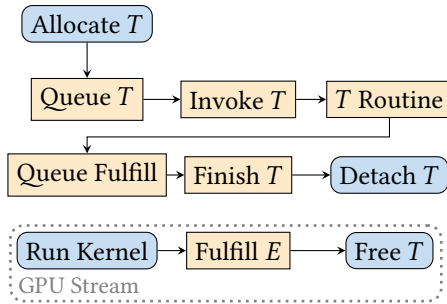 Allocate T
Queue T Invoke T T Routine
Queue Fulfill Finish T Detach T
Run Kernel Fulfill E Free T
GPU Stream